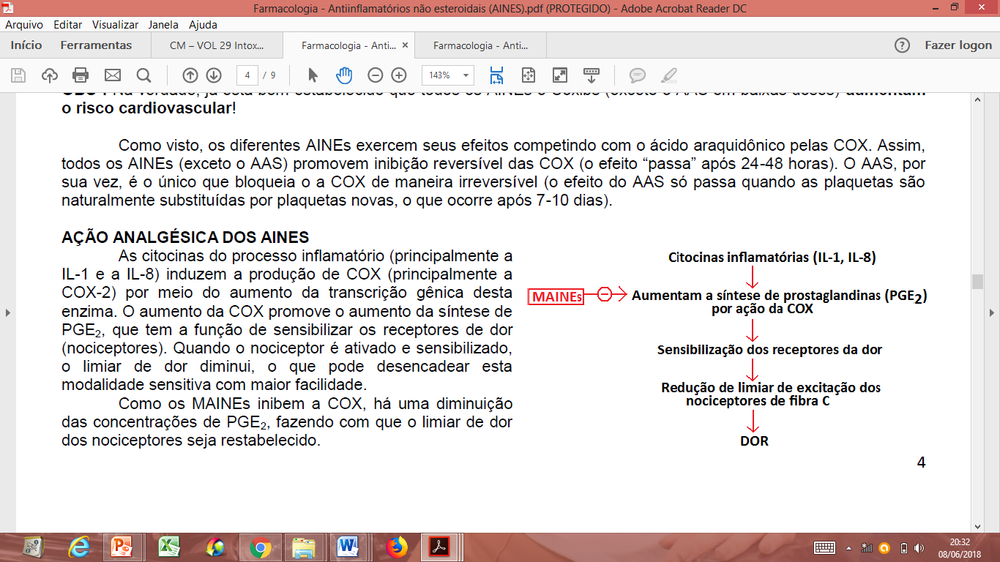 Farmacologia - Antiinflamatórios não esteroidais (AINES).pdf (PROTEGIDO) - Adobe Acrobat Reader DC
Arquivo Editar Visualizar Janela Ajuda
Início Ferramentas CM – VOL 29 Intox... Farmacologia - Anti... × Farmacologia - Anti... Fazer logon
4 / 9 143%
OBS : Na verdade, já está bem estabelecido que todos os AINEs e Coxibs (exceto o AAS em baixas doses) aumentam
o risco cardiovascular!
Como visto, os diferentes AINEs exercem seus efeitos competindo com o ácido araquidônico pelas COX. Assim,
todos os AINEs (exceto o AAS) promovem inibição reversível das COX (o efeito “passa” após 24-48 horas). O AAS, por
sua vez, é o único que bloqueia o a COX de maneira irreversível (o efeito do AAS só passa quando as plaquetas são
naturalmente substituídas por plaquetas novas, o que ocorre após 7-10 dias).
AÇÃO ANALGÉSICA DOS AINES
As citocinas do processo inflamatório (principalmente a
IL-1 e a IL-8) induzem a produção de COX (principalmente a
COX-2) por meio do aumento da transcrição gênica desta
enzima. O aumento da COX promove o aumento da síntese de
PGE₂, que tem a função de sensibilizar os receptores de dor
(nociceptores). Quando o nociceptor é ativado e sensibilizado,
o limiar de dor diminui, o que pode desencadear esta
modalidade sensitiva com maior facilidade.
Como os MAINEs inibem a COX, há uma diminuição
das concentrações de PGE₂, fazendo com que o limiar de dor
dos nociceptores seja restabelecido.
Citocinas inflamatórias (IL-1, IL-8)
MAINEs
Aumentam a síntese de prostaglandinas (PGE₂)
por ação da COX
Sensibilização dos receptores da dor
Redução de limiar de excitação dos
nociceptores de fibra C
DOR
4
20:32
08/06/2018